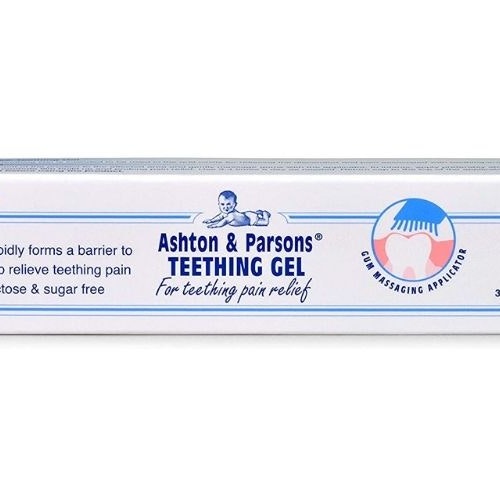 Ashton & Parsons®
TEETHING GEL
For teething pain relief
pidly forms a barrier to
o relieve teething pain
ctose & sugar free
GUM MASSAGING APPLICATOR
3